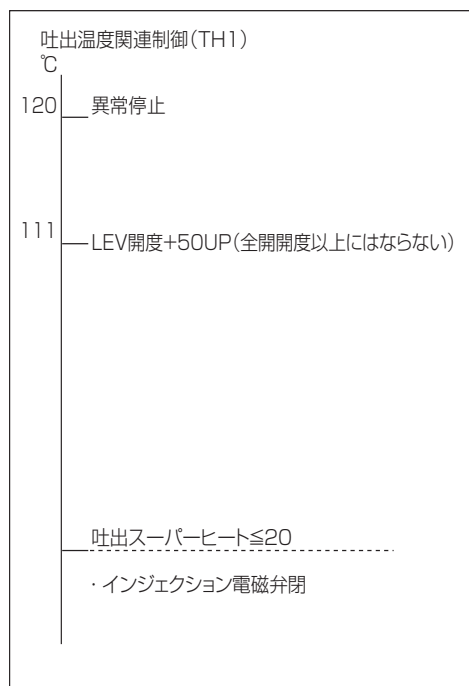 吐出温度関連制御(TH1)
℃
120 異常停止
111 LEV開度+50UP(全開開度以上にはならない)
吐出スーパーヒート≦20
・インジェクション電磁弁閉